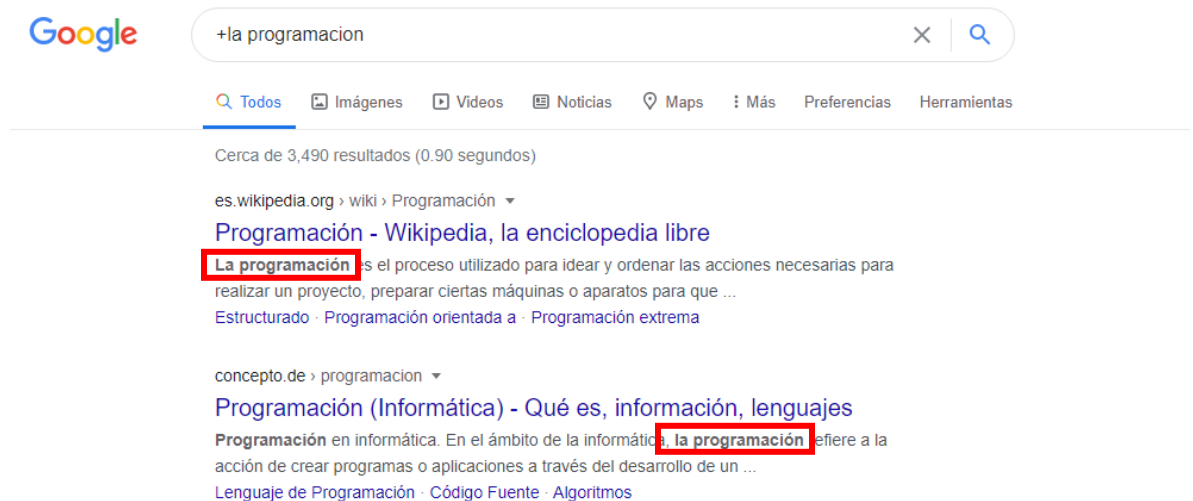 Google
+la programacion
Todos Imágenes Videos Noticias Maps Más Preferencias Herramientas
Cerca de 3,490 resultados (0.90 segundos)
es.wikipedia.org › wiki › Programación
Programación - Wikipedia, la enciclopedia libre
La programación es el proceso utilizado para idear y ordenar las acciones necesarias para
realizar un proyecto, preparar ciertas máquinas o aparatos para que ...
Estructurado · Programación orientada a · Programación extrema
concepto.de › programacion
Programación (Informática) - Qué es, información, lenguajes
Programación en informática. En el ámbito de la informática, la programación refiere a la
acción de crear programas o aplicaciones a través del desarrollo de un ...
Lenguaje de Programación · Código Fuente · Algoritmos